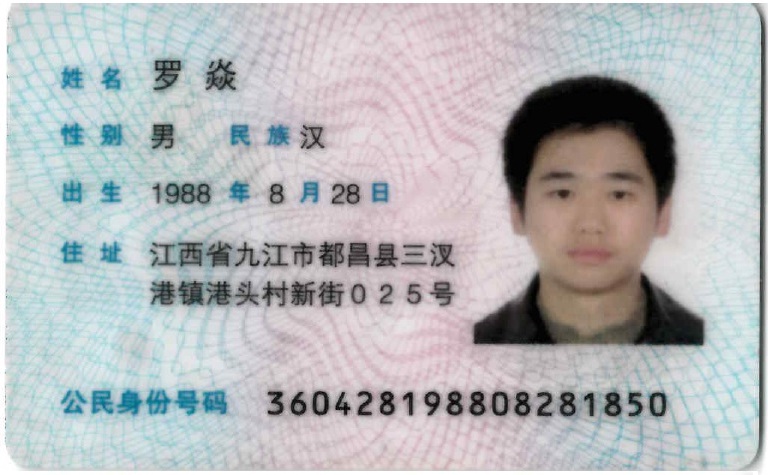 姓名 罗焱
性别 男 民族 汉
出生 1988 年 8 月 28 日
住址 江西省九江市都昌县三汊
港镇港头村新街025号
公民身份号码 360428198808281850